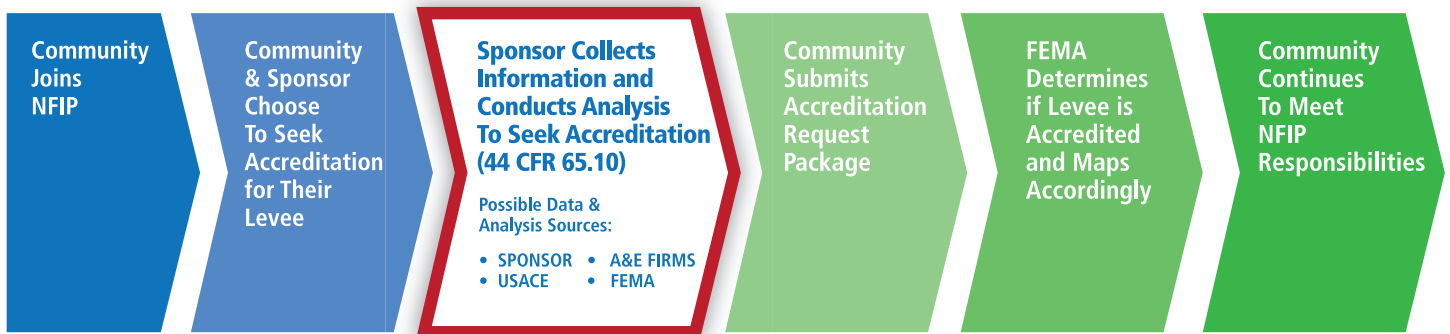 Community
Joins
NFIP
Community
& Sponsor
Choose
To Seek
Accreditation
for Their
Levee
Sponsor Collects
Information and
Conducts Analysis
To Seek Accreditation
(44 CFR 65.10)
Possible Data &
Analysis Sources:
• SPONSOR • A&E FIRMS
• USACE • FEMA
Community
Submits
Accreditation
Request
Package
FEMA
Determines
if Levee is
Accredited
and Maps
Accordingly
Community
Continues
To Meet
NFIP
Responsibilities